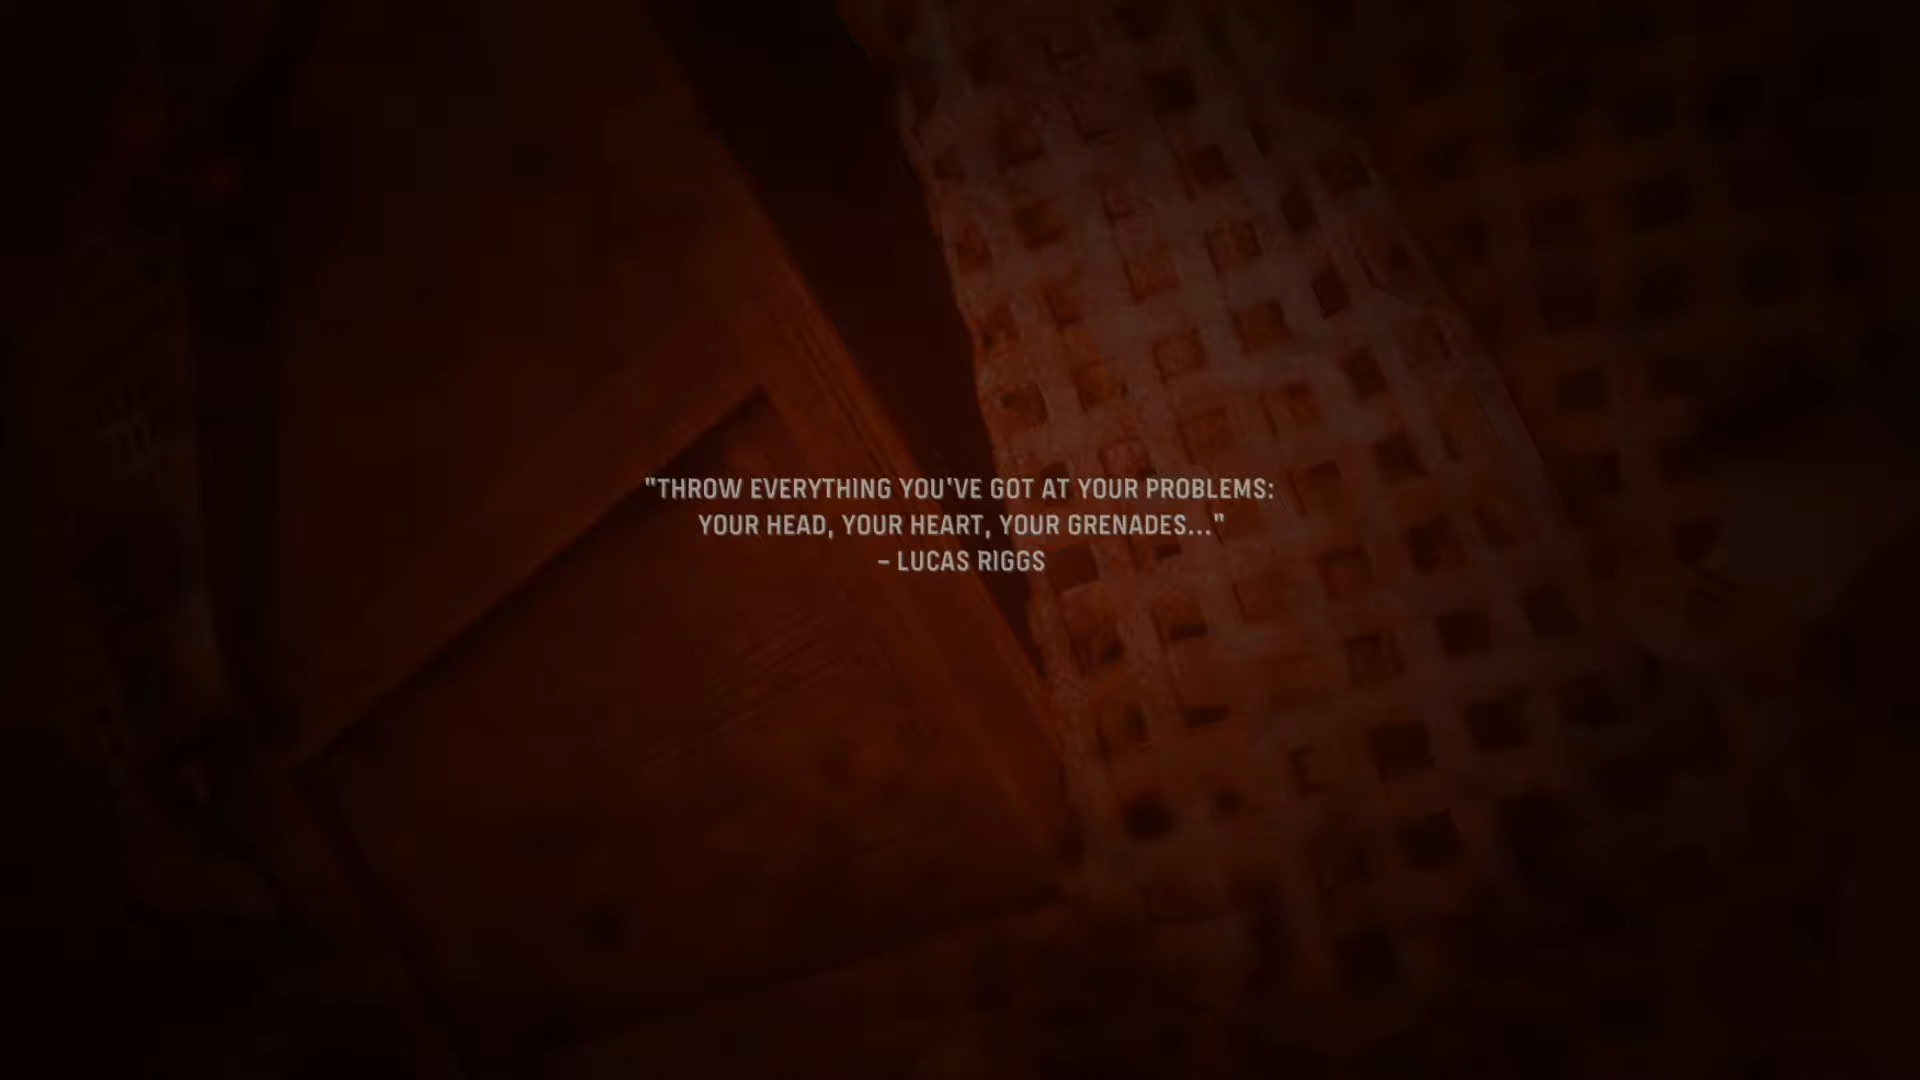 "THROW EVERYTHING YOU'VE GOT AT YOUR PROBLEMS:
YOUR HEAD, YOUR HEART, YOUR GRENADES..."
– LUCAS RIGGS